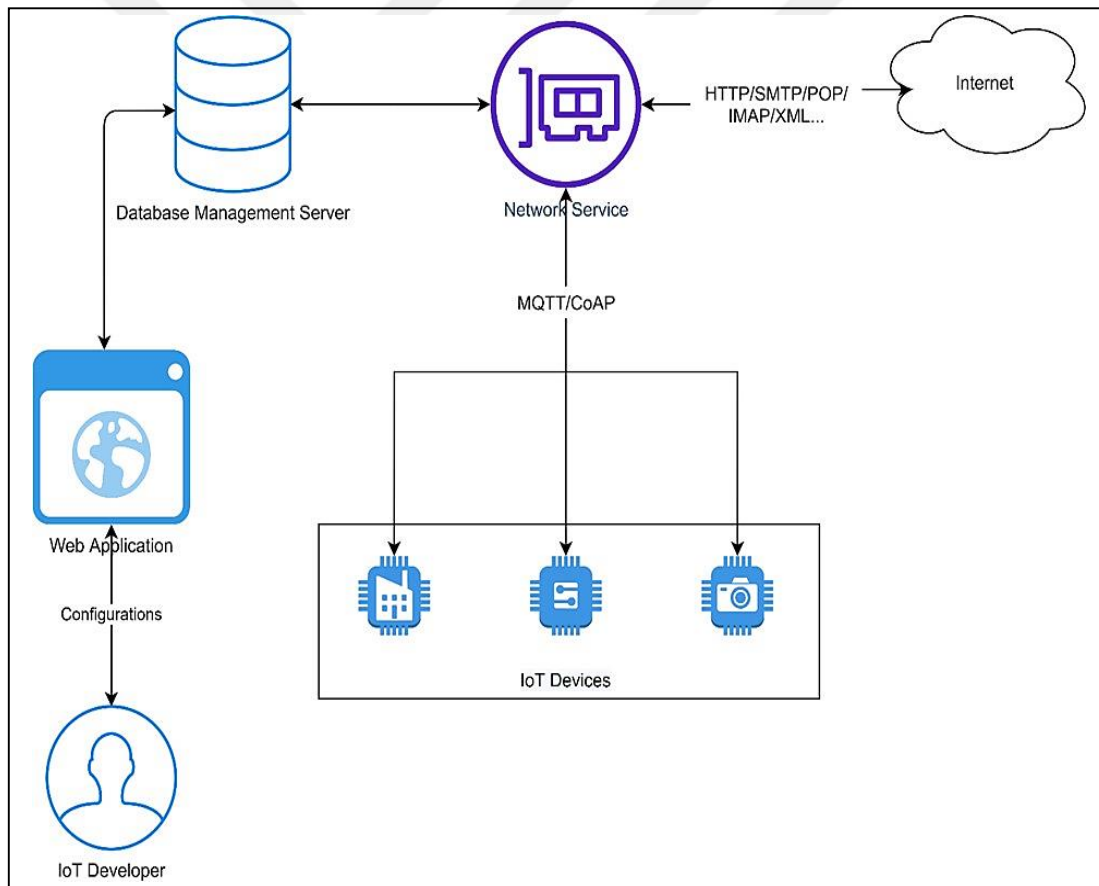 Internet
HTTP/SMTP/POP/
IMAP/XML...
Database Management Server
Network Service
MQTT/CoAP
Web Application
Configurations
IoT Devices
IoT Developer